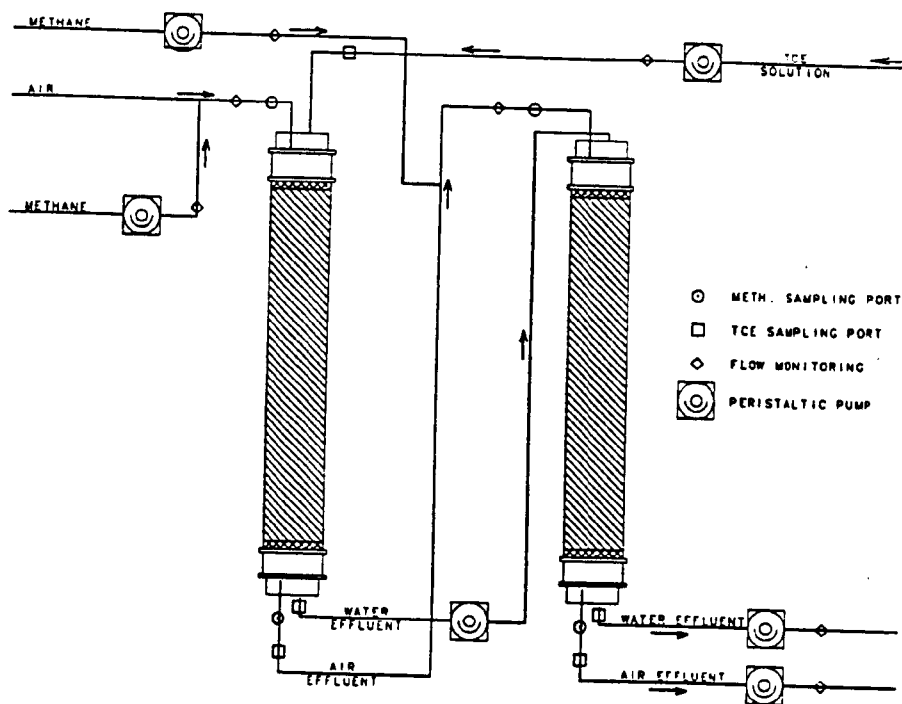 METHANE
TCE
SOLUTION
AIR
METHANE
METH. SAMPLING PORT
TCE SAMPLING PORT
FLOW MONITORING
PERISTALTIC PUMP
WATER
EFFLUENT
WATER EFFLUENT
AIR
EFFLUENT
AIR EFFLUENT